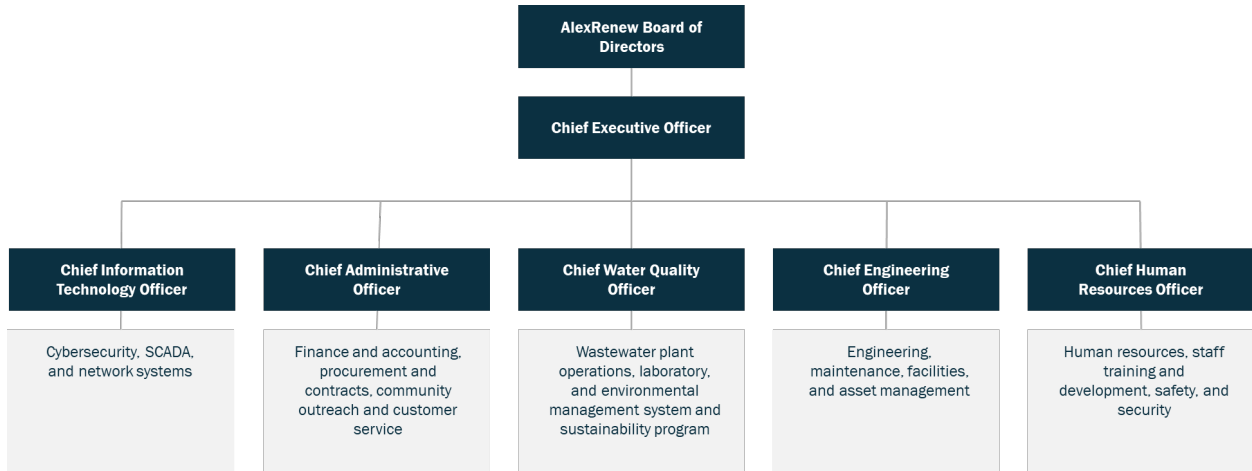 AlexRenew Board of
Directors
Chief Executive Officer
Chief Information
Technology Officer
Chief Administrative
Officer
Chief Water Quality
Officer
Chief Engineering
Officer
Chief Human
Resources Officer
Cybersecurity, SCADA,
and network systems
Finance and accounting,
procurement and
contracts, community
outreach and customer
service
Wastewater plant
operations, laboratory,
and environmental
management system and
sustainability program
Engineering,
maintenance, facilities,
and asset management
Human resources, staff
training and
development, safety, and
security